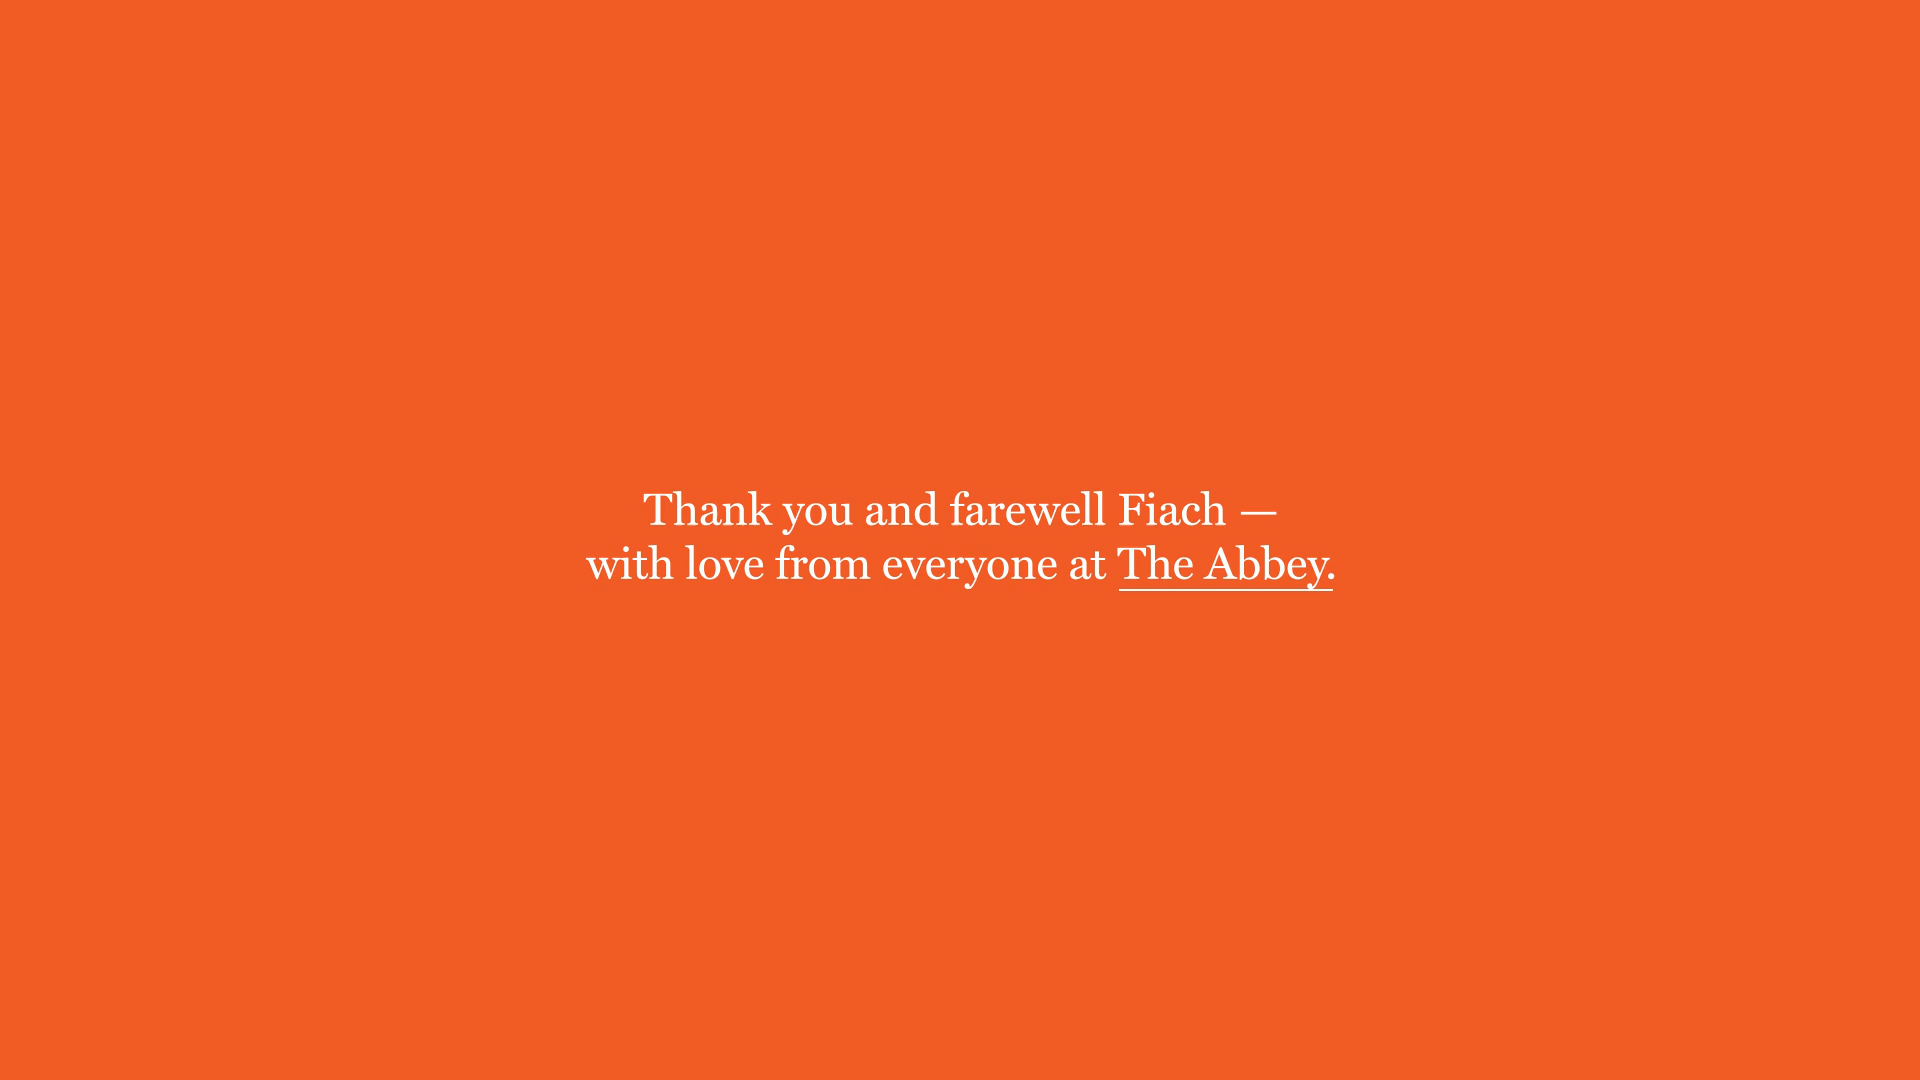 Thank you and farewell Fiach —
with love from everyone at The Abbey.